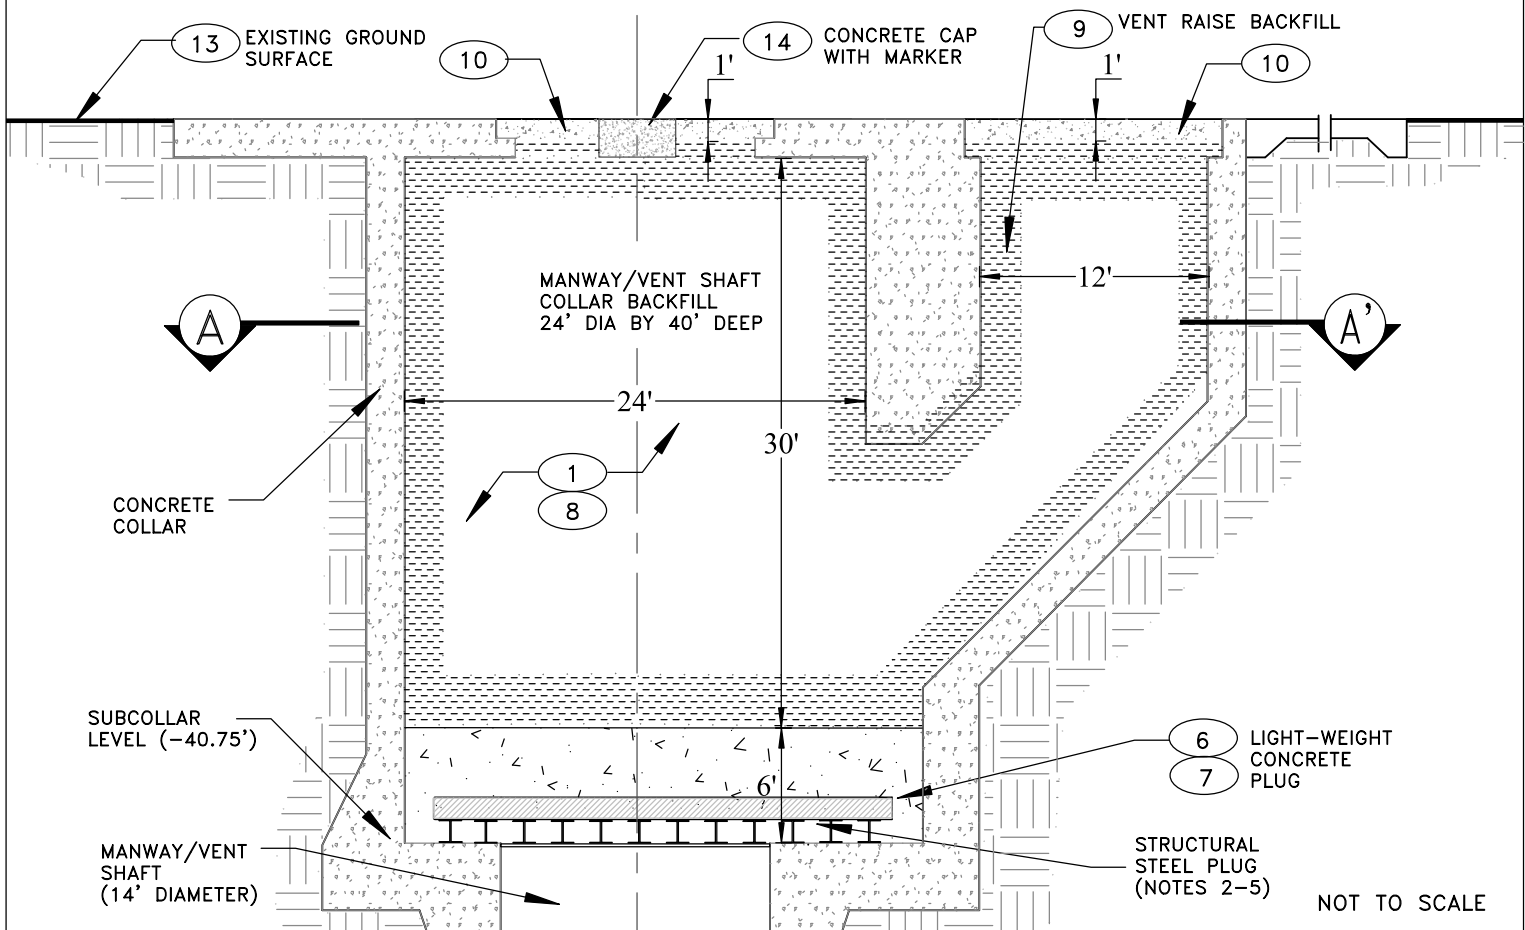 13
EXISTING GROUND
SURFACE
10
14
CONCRETE CAP
WITH MARKER
1'
9
VENT RAISE BACKFILL
1'
10
MANWAY/VENT SHAFT
COLLAR BACKFILL
24' DIA BY 40' DEEP
12'
A
A'
24'
30'
1
8
CONCRETE
COLLAR
SUBCOLLAR
LEVEL (-40.75')
6
7
LIGHT-WEIGHT
CONCRETE
PLUG
6'
MANWAY/VENT
SHAFT
(14' DIAMETER)
STRUCTURAL
STEEL PLUG
(NOTES 2-5)
NOT TO SCALE